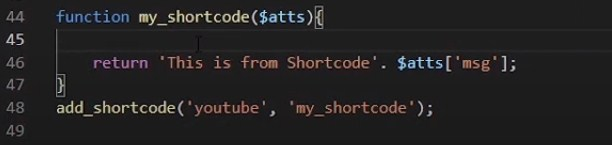 44 function my_shortcode($atts){
45
46 return 'This is from Shortcode'. $atts['msg'];
47 }
48 add_shortcode('youtube', 'my_shortcode');
49